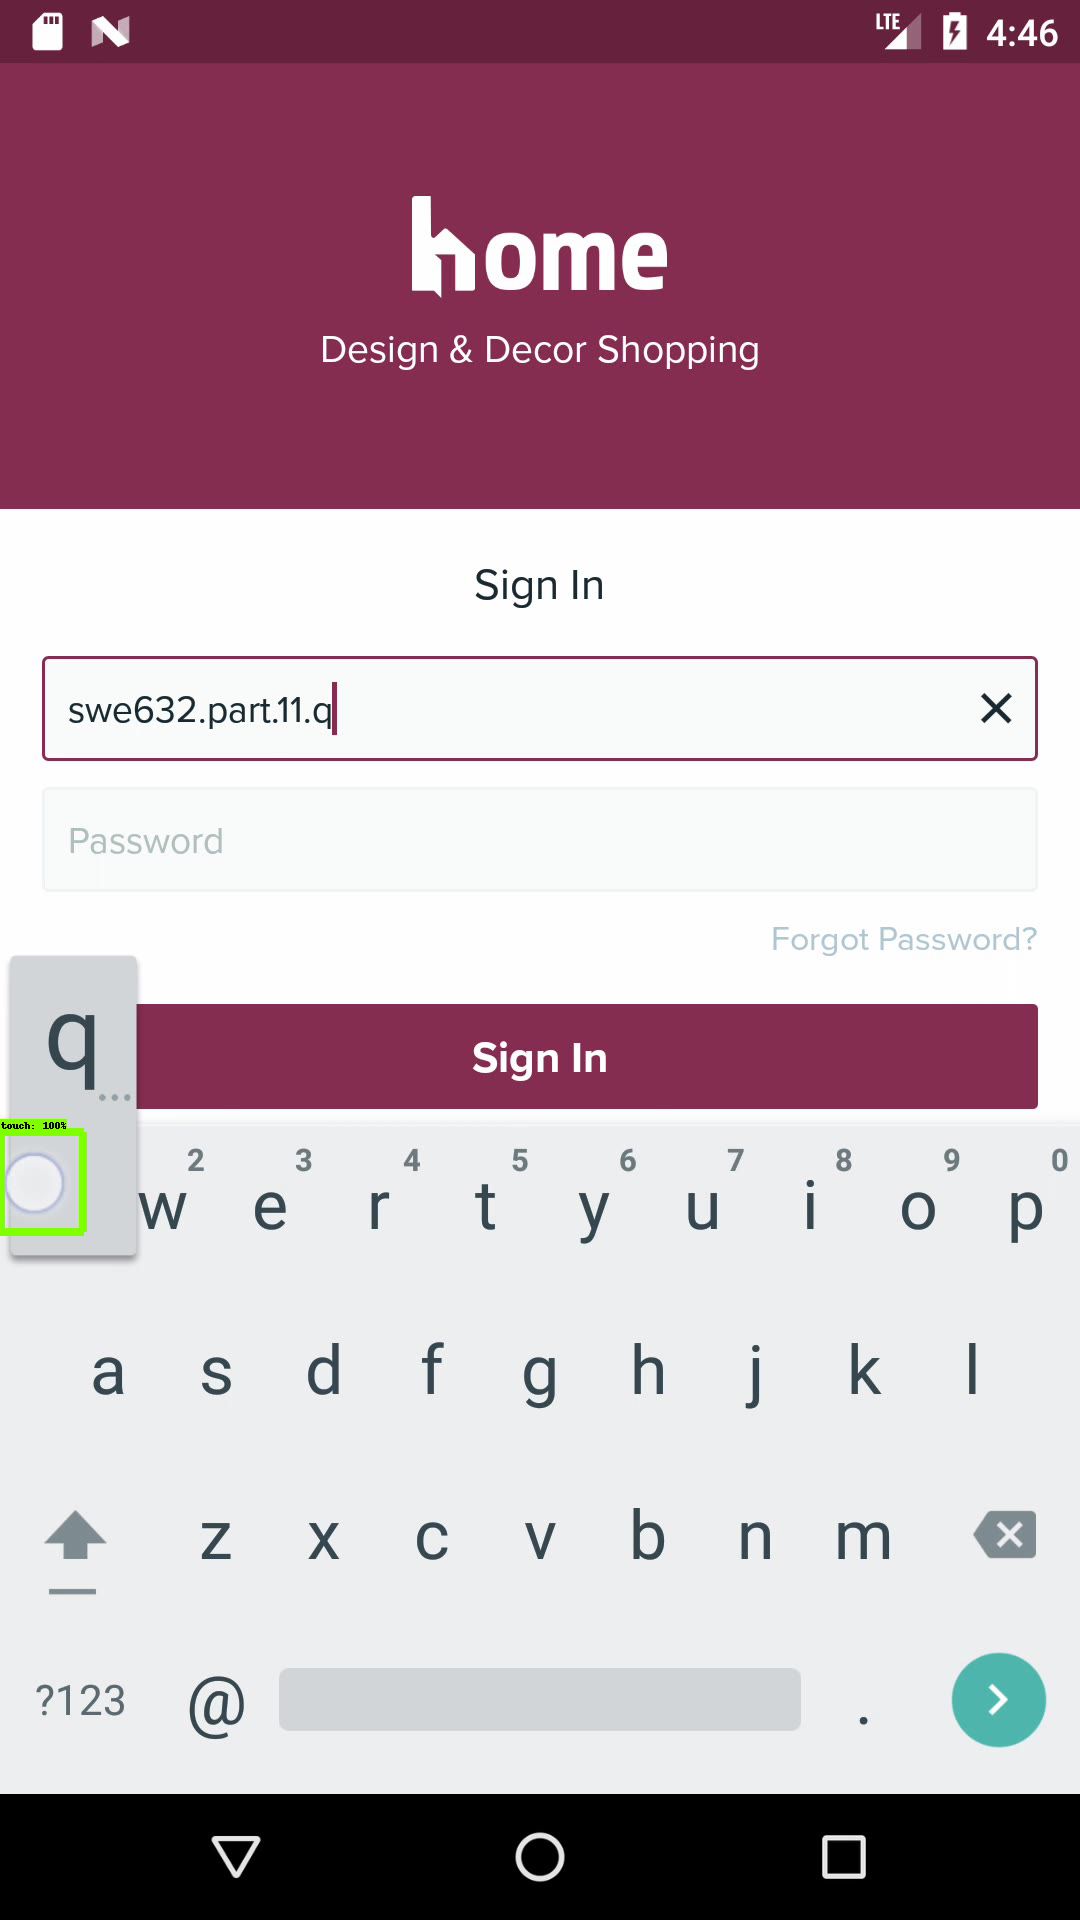 LTE 4:46
home
Design & Decor Shopping
Sign In
swe632.part.11.q
Password
Forgot Password?
q
Sign In
touch: 100%
2 3 4 5 6 7 8 9 0
w e r t y u i o p
a s d f g h j k l
z x c v b n m
?123 @ .